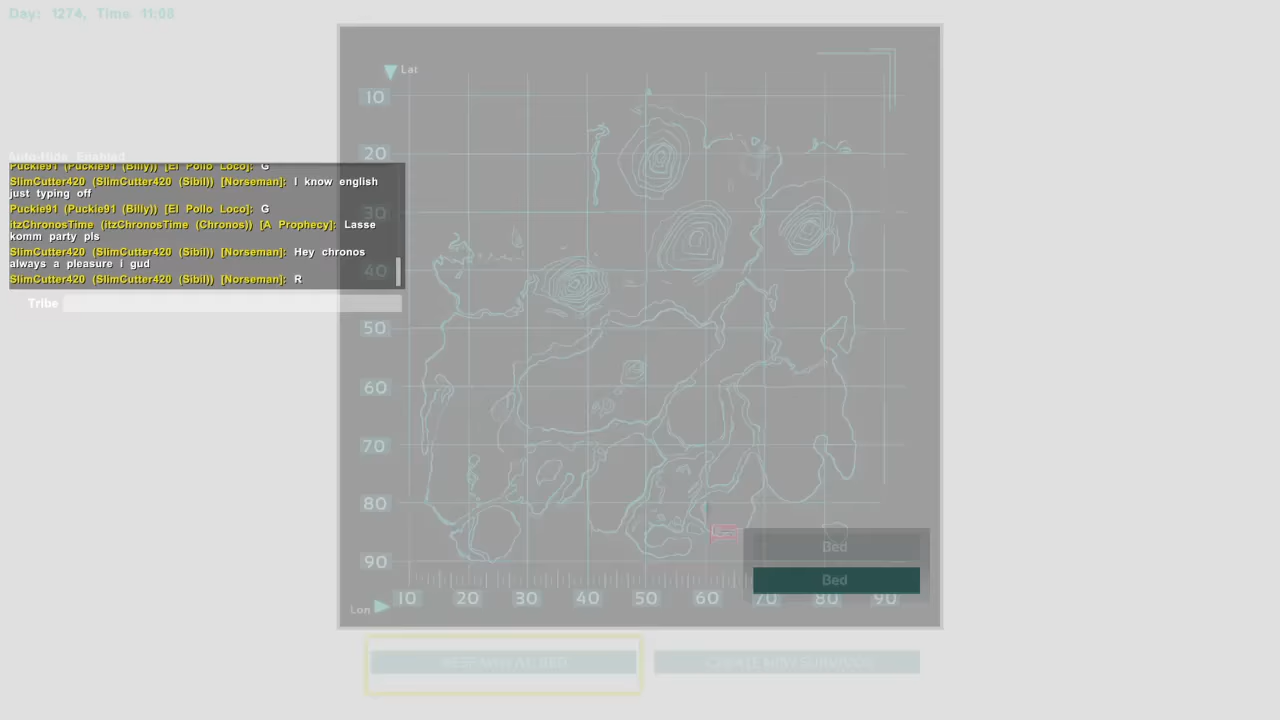 Day: 1274, Time 11:08
Lat
10
20
30
40
50
60
70
80
90
Auto-Hide Enabled
Puckie91 (Puckie91 (Billy)) [El Pollo Loco]: G
SlimCutter420 (SlimCutter420 (Sibil)) [Norseman]: I know english
just typing off
Puckie91 (Puckie91 (Billy)) [El Pollo Loco]: G
itzChronosTime (itzChronosTime (Chronos)) [A Prophecy]: Lasse
komm party pls
SlimCutter420 (SlimCutter420 (Sibil)) [Norseman]: Hey chronos
always a pleasure i gud
SlimCutter420 (SlimCutter420 (Sibil)) [Norseman]: R
Tribe
Bed
Bed
Lon
10 20 30 40 50 60 70 80 90